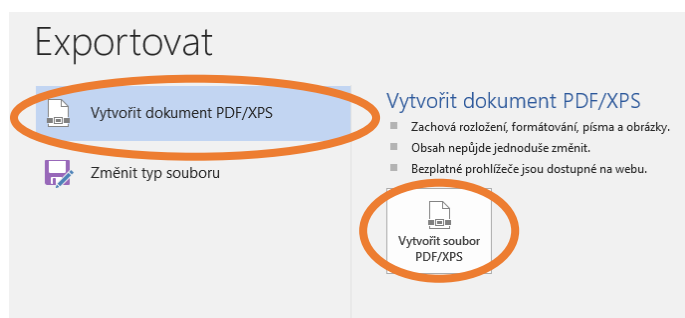 Exportovat
Vytvořit dokument PDF/XPS
Změnit typ souboru
Vytvořit dokument PDF/XPS
Zachová rozložení, formátování, písma a obrázky.
Obsah nepůjde jednoduše změnit.
Bezplatné prohlížeče jsou dostupné na webu.
Vytvořit soubor
PDF/XPS